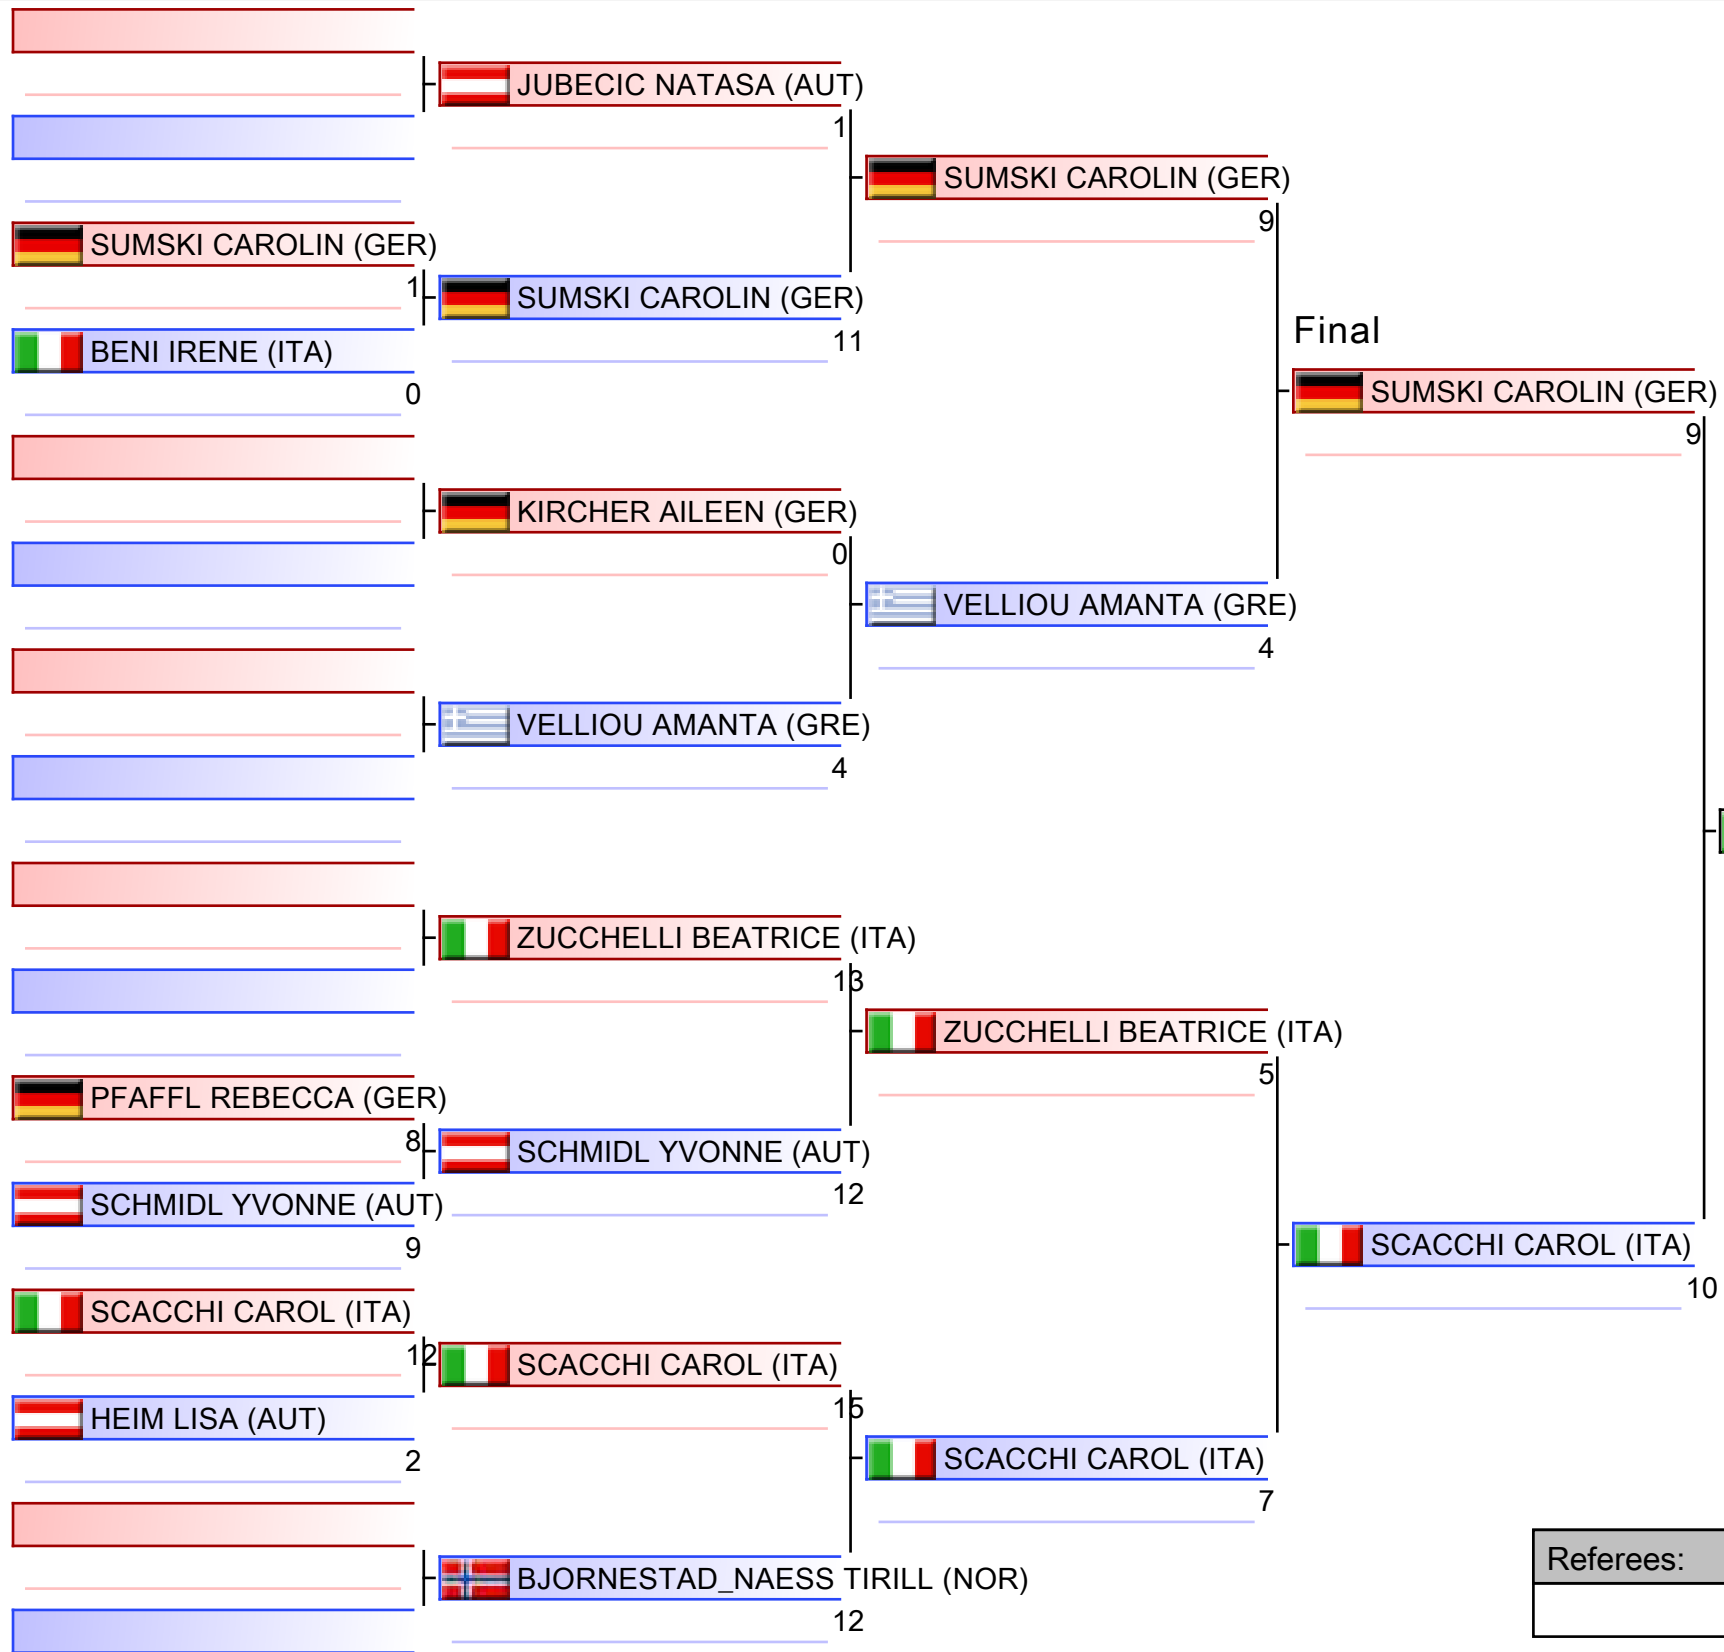 JUBECIC NATASA (AUT)
1
SUMSKI CAROLIN (GER)
9
SUMSKI CAROLIN (GER)
1
SUMSKI CAROLIN (GER)
11
BENI IRENE (ITA)
0
Final
SUMSKI CAROLIN (GER)
9
KIRCHER AILEEN (GER)
0
VELLIOU AMANTA (GRE)
4
VELLIOU AMANTA (GRE)
4
ZUCCHELLI BEATRICE (ITA)
13
ZUCCHELLI BEATRICE (ITA)
5
PFAFFL REBECCA (GER)
8
SCHMIDL YVONNE (AUT)
12
SCHMIDL YVONNE (AUT)
9
SCACCHI CAROL (ITA)
10
SCACCHI CAROL (ITA)
12
SCACCHI CAROL (ITA)
15
HEIM LISA (AUT)
2
SCACCHI CAROL (ITA)
7
BJORNESTAD_NAESS TIRILL (NOR)
12
Referees: